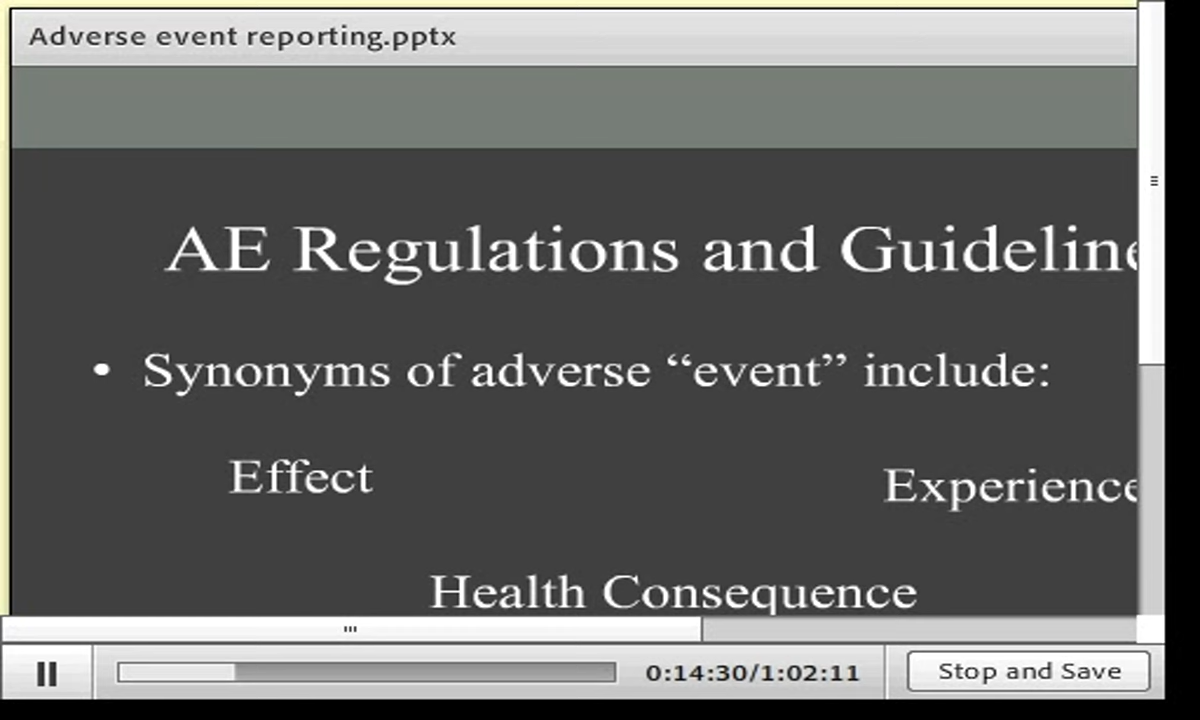 Adverse event reporting.pptx
AE Regulations and Guideline
• Synonyms of adverse “event” include:
Effect
Experience
Health Consequence
0:14:30/1:02:11
Stop and Save